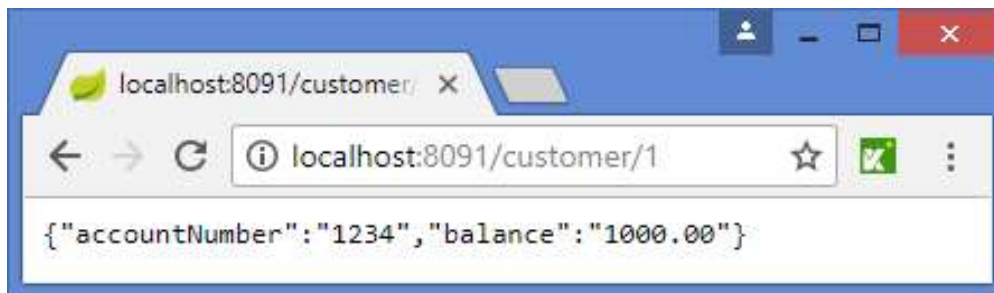 localhost:8091/customer/
localhost:8091/customer/1
{"accountNumber":"1234","balance":"1000.00"}